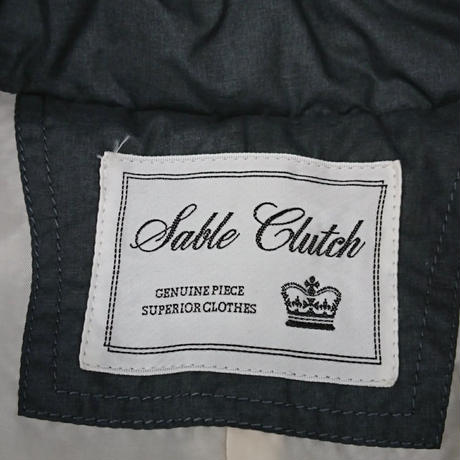 Sable Clutch
GENUINE PIECE
SUPERIOR CLOTHES